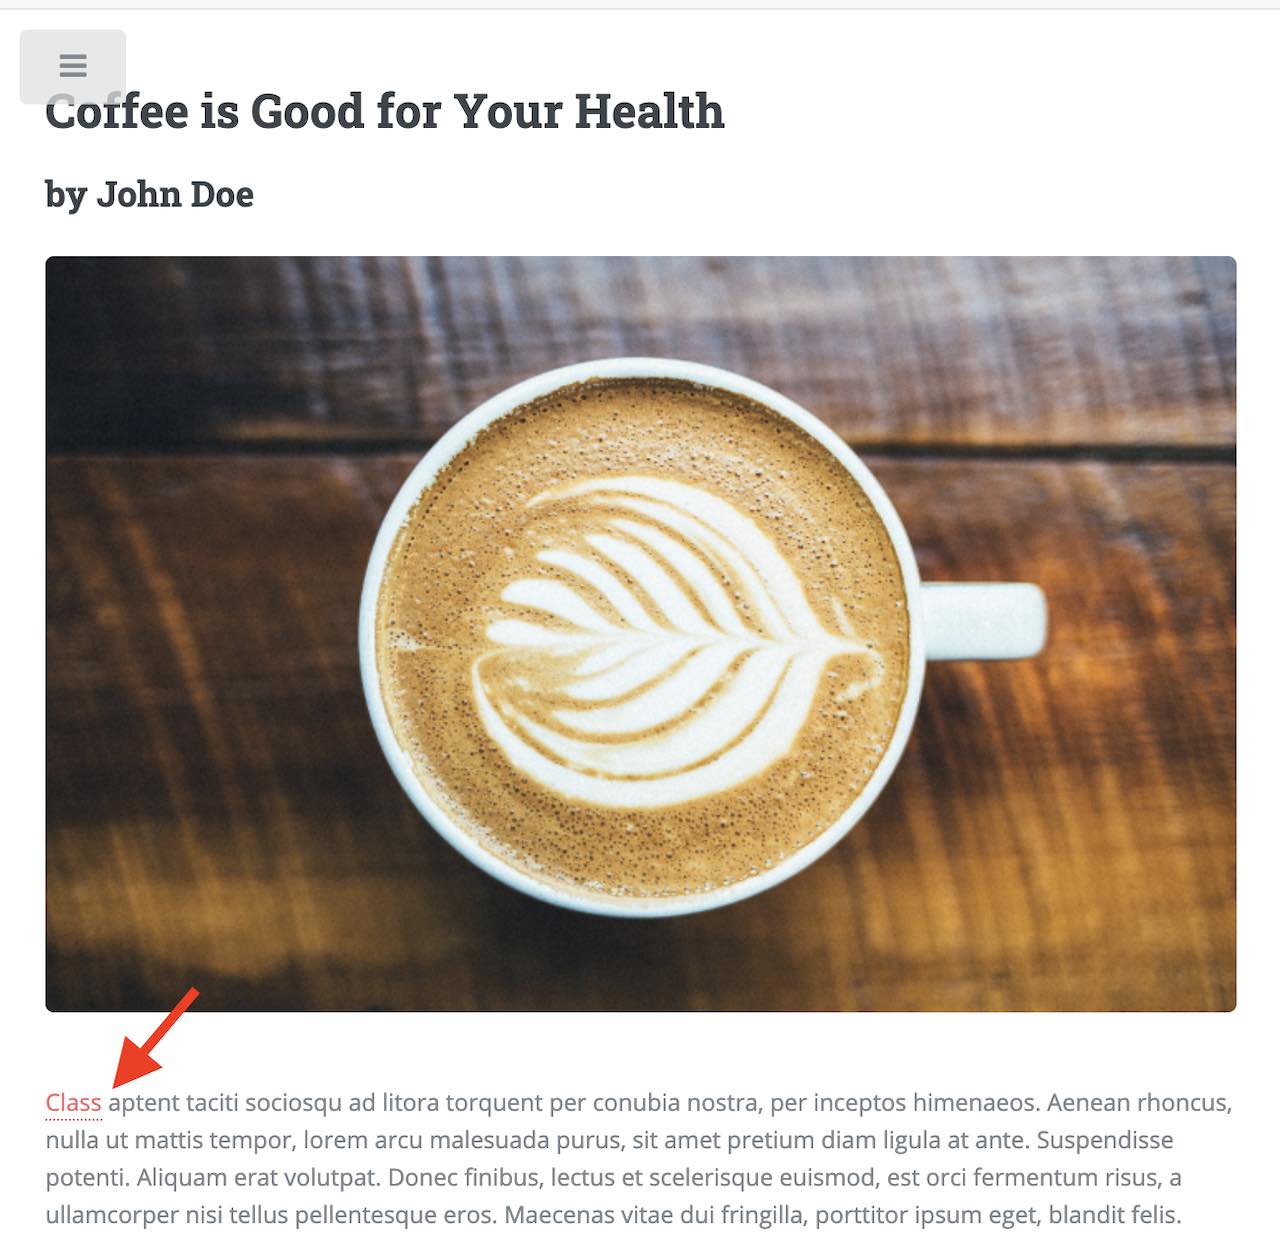 Coffee is Good for Your Health
by John Doe
Class aptent taciti sociosqu ad litora torquent per conubia nostra, per inceptos himenaeos. Aenean rhoncus,
nulla ut mattis tempor, lorem arcu malesuada purus, sit amet pretium diam ligula at ante. Suspendisse
potenti. Aliquam erat volutpat. Donec finibus, lectus et scelerisque euismod, est orci fermentum risus, a
ullamcorper nisi tellus pellentesque eros. Maecenas vitae dui fringilla, porttitor ipsum eget, blandit felis.